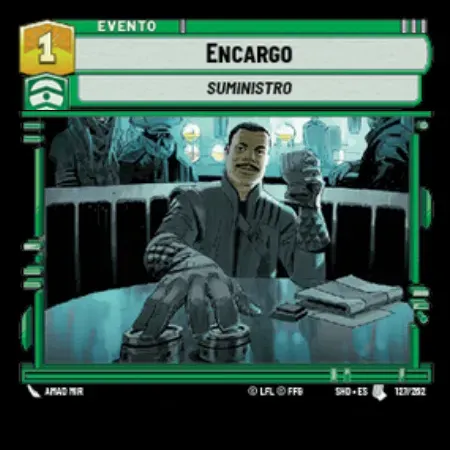 EVENTO
1
ENCARGO
SUMINISTRO
AMAD MIR
© LFL © FFG
SHD • ES
127/262